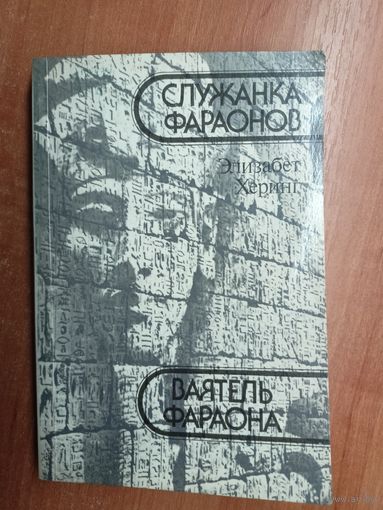 СЛУЖАНКА
ФАРАОНОВ
Элизабет
Херинг
ВАЯТЕЛЬ
ФАРАОНА